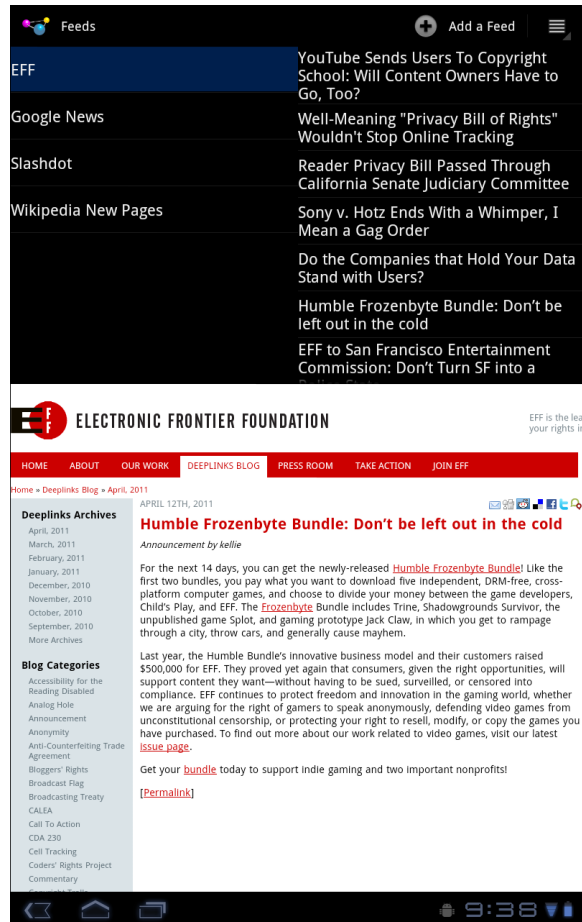 Feeds
Add a Feed
EFF
Google News
Slashdot
Wikipedia New Pages
YouTube Sends Users To Copyright
School: Will Content Owners Have to
Go, Too?
Well-Meaning "Privacy Bill of Rights"
Wouldn't Stop Online Tracking
Reader Privacy Bill Passed Through
California Senate Judiciary Committee
Sony v. Hotz Ends With a Whimper, I
Mean a Gag Order
Do the Companies that Hold Your Data
Stand with Users?
Humble Frozenbyte Bundle: Don't be
left out in the cold
EFF to San Francisco Entertainment
Commission: Don't Turn SF into a
EFF
ELECTRONIC FRONTIER FOUNDATION
EFF is the lea
your rights i
HOME ABOUT OUR WORK DEEPLINKS BLOG PRESS ROOM TAKE ACTION JOIN EFF
Home » Deeplinks Blog » April, 2011
Deeplinks Archives
April, 2011
March, 2011
February, 2011
January, 2011
December, 2010
November, 2010
October, 2010
September, 2010
More Archives
Blog Categories
Accessibility for the
Reading Disabled
Analog Hole
Announcement
Anonymity
Anti-Counterfeiting Trade
Agreement
Bloggers' Rights
Broadcast Flag
Broadcasting Treaty
CALEA
Call To Action
CDA 230
Cell Tracking
Coders' Rights Project
Commentary
APRIL 12TH, 2011
Humble Frozenbyte Bundle: Don't be left out in the cold
Announcement by kellie
For the next 14 days, you can get the newly-released Humble Frozenbyte Bundle! Like the
first two bundles, you pay what you want to download five independent, DRM-free, cross-
platform computer games, and choose to divide your money between the game developers,
Child's Play, and EFF. The Frozenbyte Bundle includes Trine, Shadowgrounds Survivor, the
unpublished game Splot, and gaming prototype Jack Claw, in which you get to rampage
through a city, throw cars, and generally cause mayhem.
Last year, the Humble Bundle's innovative business model and their customers raised
$500,000 for EFF. They proved yet again that consumers, given the right opportunities, will
support content they want—without having to be sued, surveilled, or censored into
compliance. EFF continues to protect freedom and innovation in the gaming world, whether
we are arguing for the right of gamers to speak anonymously, defending video games from
unconstitutional censorship, or protecting your right to resell, modify, or copy the games you
have purchased. To find out more about our work related to video games, visit our latest
issue page.
Get your bundle today to support indie gaming and two important nonprofits!
[Permalink]
9:38